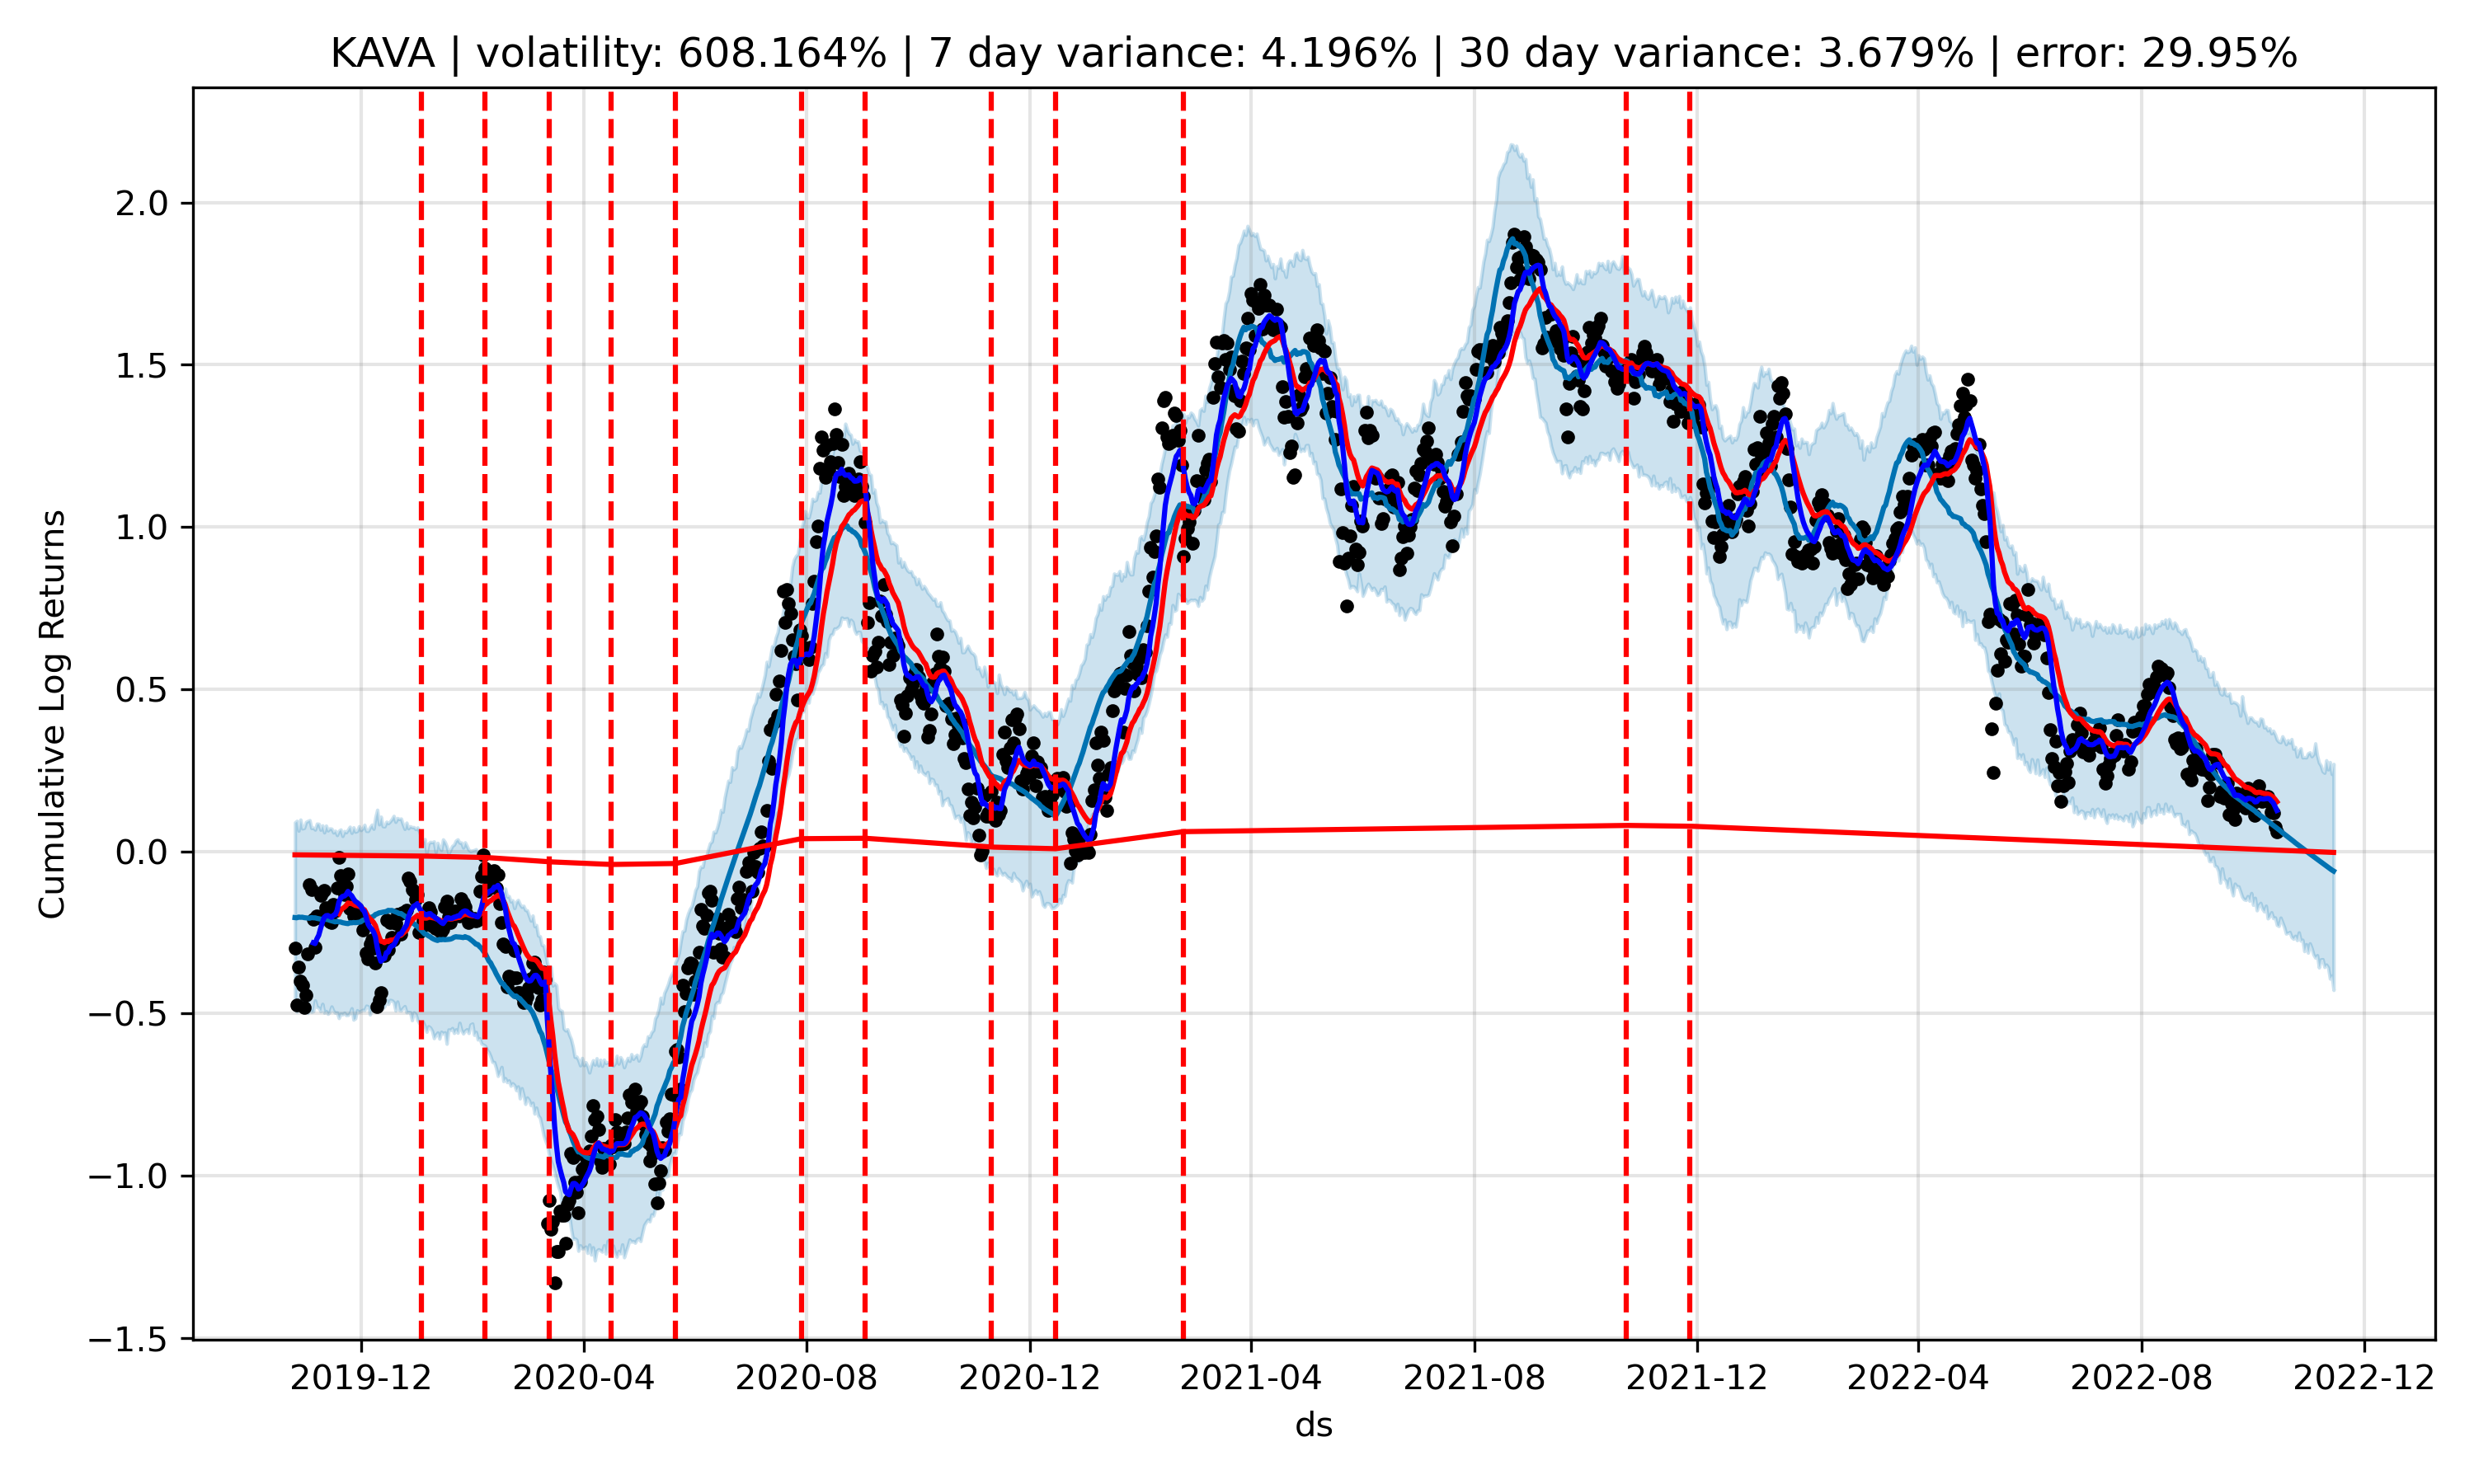 KAVA | volatility: 608.164% | 7 day variance: 4.196% | 30 day variance: 3.679% | error: 29.95%
Cumulative Log Returns
2.0
1.5
1.0
0.5
0.0
−0.5
−1.0
−1.5
2019-12 2020-04 2020-08 2020-12 2021-04 2021-08 2021-12 2022-04 2022-08 2022-12
ds